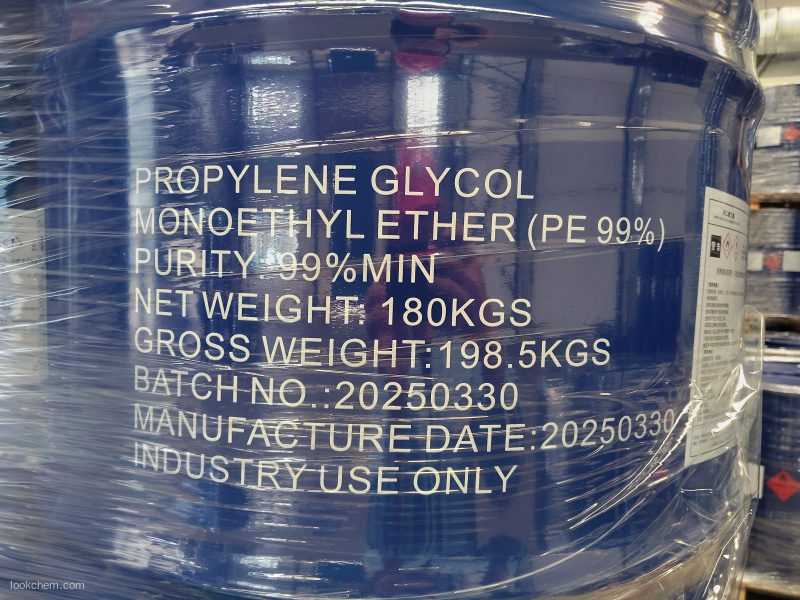 PROPYLENE GLYCOL
MONOETHYL ETHER (PE 99%)
PURITY: 99%MIN
NET WEIGHT: 180KGS
GROSS WEIGHT:198.5KGS
BATCH NO.:20250330
MANUFACTURE DATE:20250330
INDUSTRY USE ONLY
lookchem.com